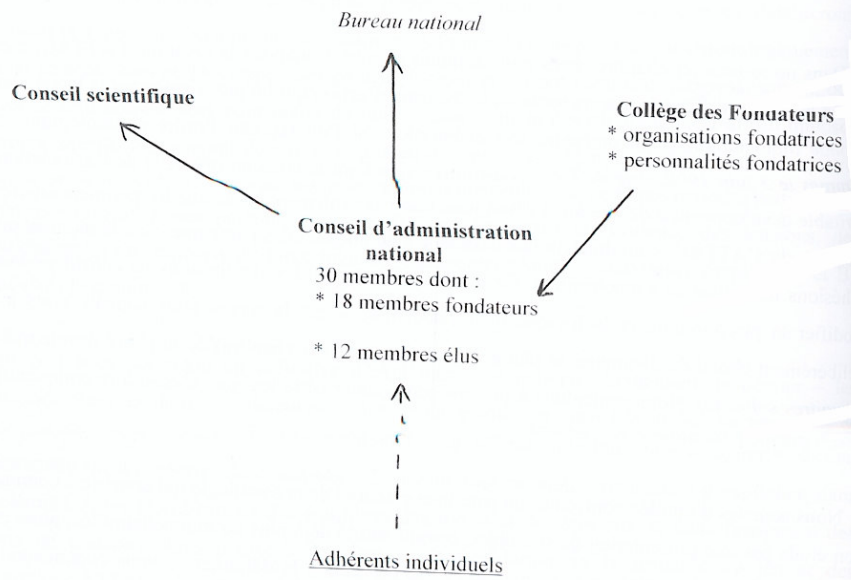 Bureau national
Conseil scientifique
Collège des Fondateurs
* organisations fondatrices
* personnalités fondatrices
Conseil d'administration
national
30 membres dont :
* 18 membres fondateurs
* 12 membres élus
Adhérents individuels